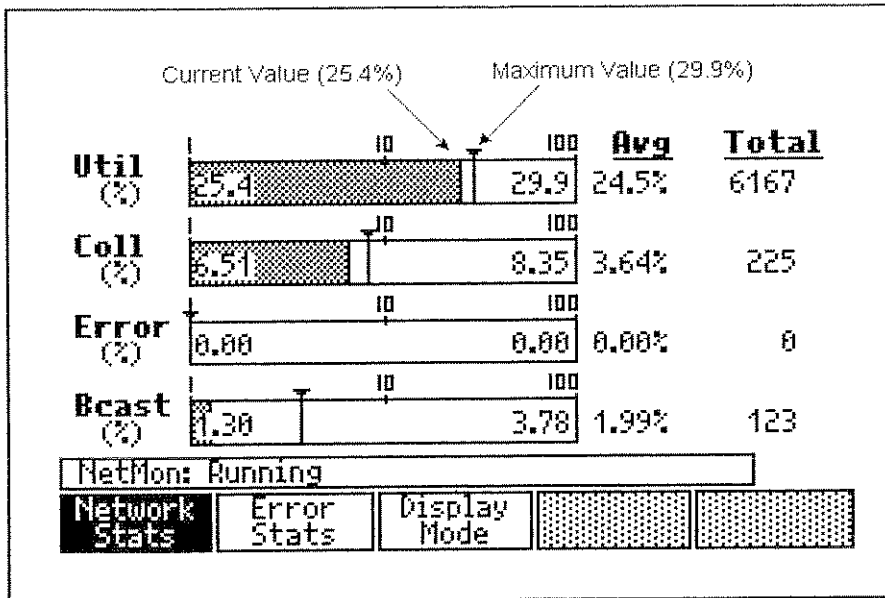 Current Value (25.4%) Maximum Value (29.9%)
1 10 100 Avg Total
Util (%) 25.4 29.9 24.5% 6167
1 10 100
Coll (%) 6.51 8.35 3.64% 225
1 10 100
Error (%) 0.00 0.00 0.00% 0
1 10 100
Bcast (%) 1.30 3.78 1.99% 123
NetMon: Running
Network Stats Error Stats Display Mode